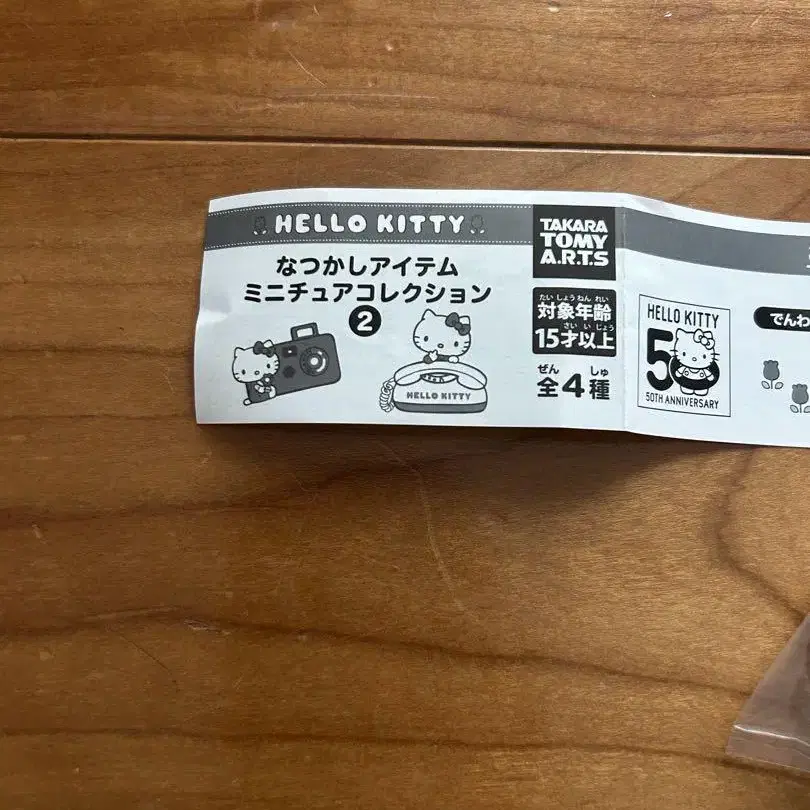 HELLO KITTY
なつかしアイテム
ミニチュアコレクション
2
HELLO KITTY
TAKARA
TOMY
A.R.T.S
たいしょうねんれい
対象年齢
さいいじょう
15才以上
ぜん しゅ
全4種
HELLO KITTY
50
50TH ANNIVERSARY
でんわ